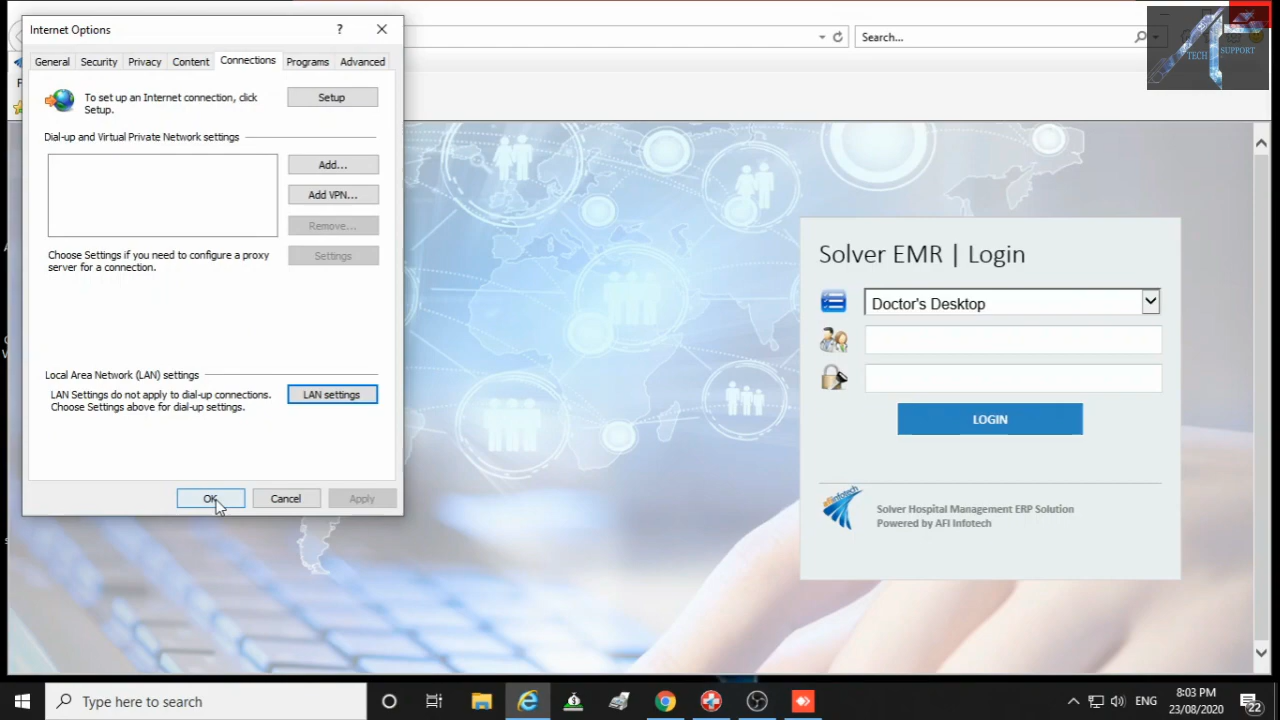 Internet Options
?
General
Security
Privacy
Content
Connections
Programs
Advanced
To set up an Internet connection, click
Setup.
Setup
Dial-up and Virtual Private Network settings
Add...
Add VPN...
Remove...
Choose Settings if you need to configure a proxy
server for a connection.
Settings
Local Area Network (LAN) settings
LAN Settings do not apply to dial-up connections.
Choose Settings above for dial-up settings.
LAN settings
OK
Cancel
Apply
Search...
TECH
SUPPORT
Solver EMR | Login
Doctor's Desktop
LOGIN
Solver Hospital Management ERP Solution
Powered by AFI Infotech
Type here to search
ENG
8:03 PM
23/08/2020
22